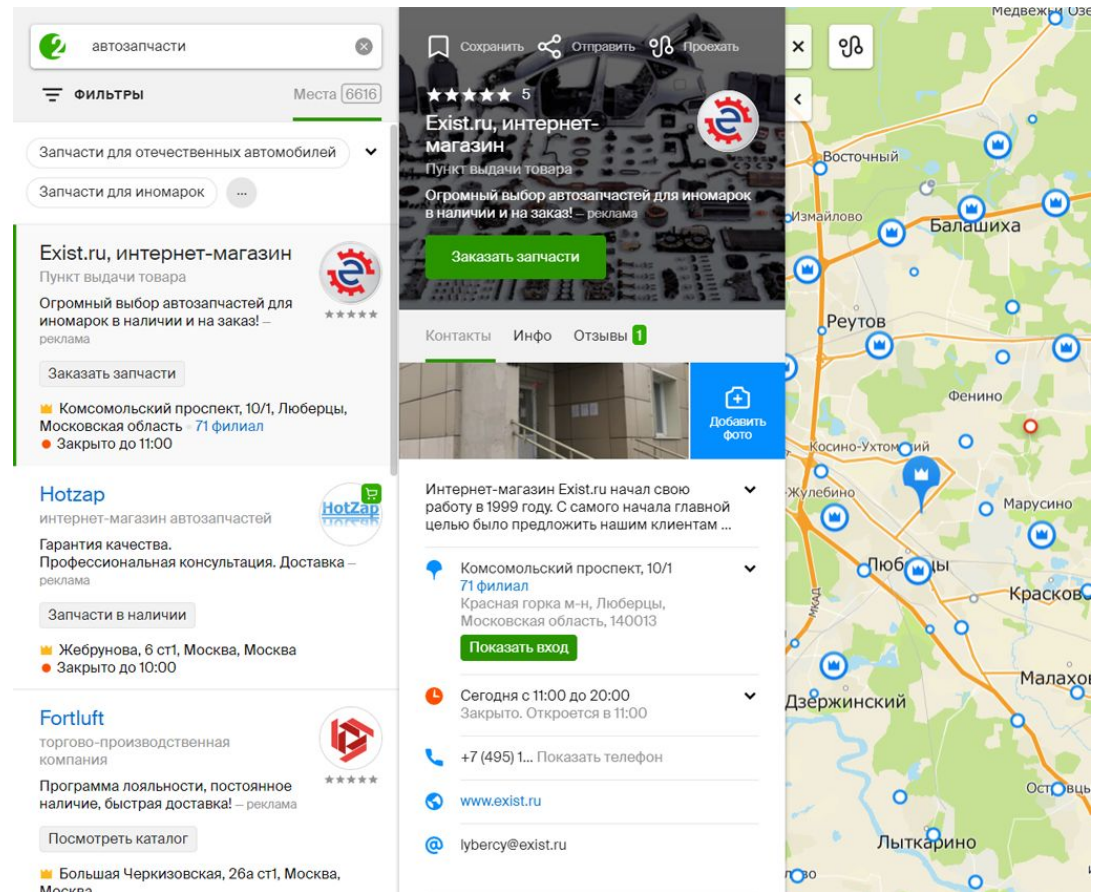 автозапчасти
ФИЛЬТРЫ
Места 6616
Запчасти для отечественных автомобилей
Запчасти для иномарок
...
Exist.ru, интернет-магазин
Пункт выдачи товара
Огромный выбор автозапчастей для
иномарок в наличии и на заказ! –
реклама
Заказать запчасти
Комсомольский проспект, 10/1, Люберцы,
Московская область 71 филиал
Закрыто до 11:00
Hotzap
интернет-магазин автозапчастей
HotZap
Гарантия качества.
Профессиональная консультация. Доставка –
реклама
Запчасти в наличии
Жебрунова, 6 ст1, Москва, Москва
Закрыто до 10:00
Fortluft
торгово-производственная
компания
Программа лояльности, постоянное
наличие, быстрая доставка! – реклама
Посмотреть каталог
Большая Черкизовская, 26а ст1, Москва,
Москва
Сохранить
Отправить
Проехать
5
Exist.ru, интернет-
магазин
Пункт выдачи товара
Огромный выбор автозапчастей для иномарок
в наличии и на заказ! – реклама
Заказать запчасти
Контакты
Инфо
Отзывы 1
Добавить
фото
Интернет-магазин Exist.ru начал свою
работу в 1999 году. С самого начала главной
целью было предложить нашим клиентам ...
Комсомольский проспект, 10/1
71 филиал
Красная горка м-н, Люберцы,
Московская область, 140013
Показать вход
Сегодня с 11:00 до 20:00
Закрыто. Откроется в 11:00
+7 (495) 1... Показать телефон
www.exist.ru
lybercy@exist.ru
Восточный
Измайлово
Балашиха
Реутов
Фенино
Косино-Ухтомский
Жулебино
Марусино
Люберцы
МКАД
Дзержинский
Лыткарино